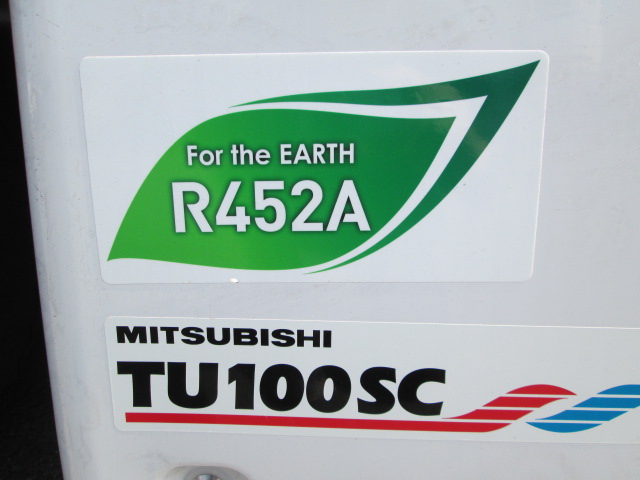 For the EARTH
R452A
MITSUBISHI
TU100SC